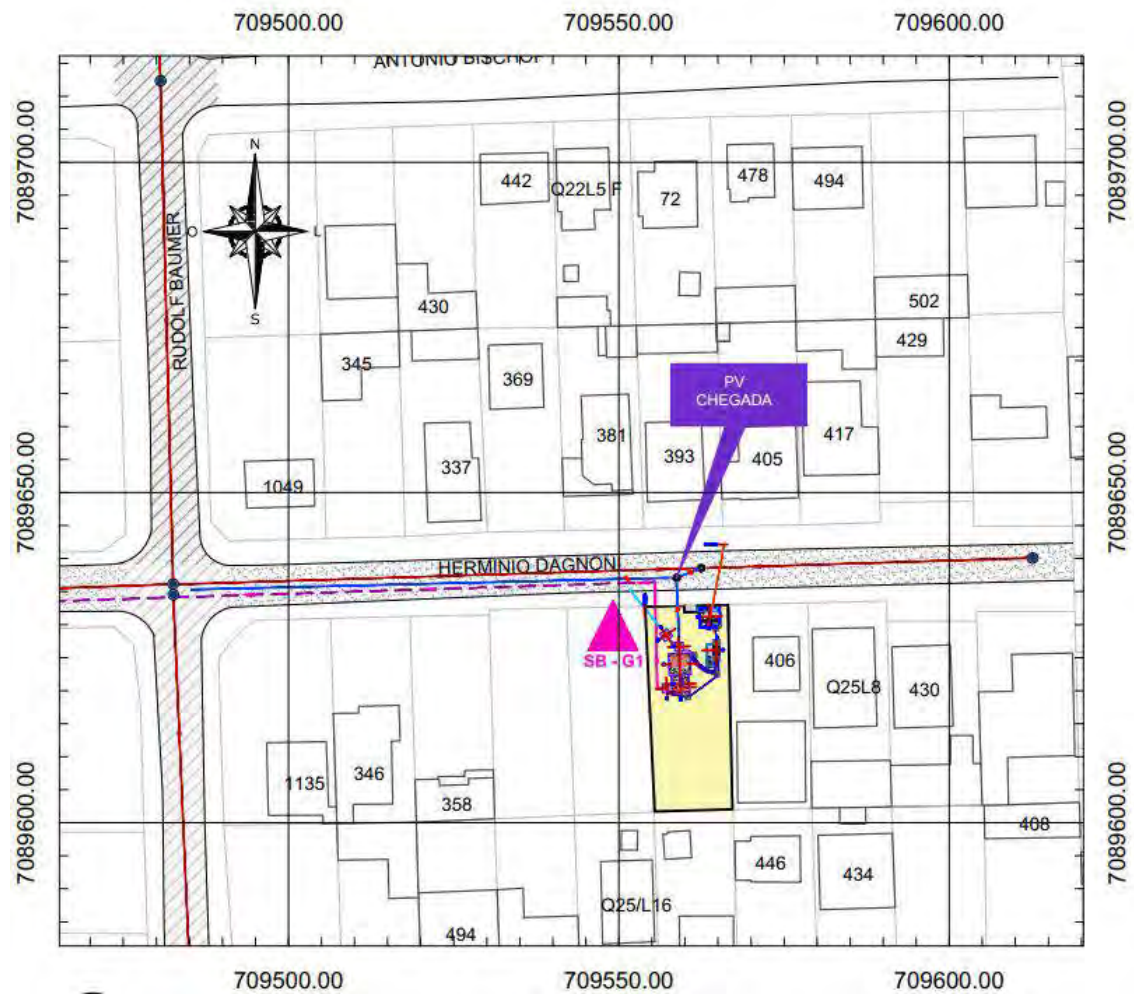 709500.00
709550.00
709600.00
ANTONIO BISCHOF
7089700.00
7089700.00
N
O
L
S
RUDOLF BAUMER
442
Q22L5 F
72
478
494
430
502
429
345
369
PV
CHEGADA
381
417
393
405
337
1049
7089650.00
7089650.00
HERMINIO DAGNONI
SB - G1
406
Q25L8
430
1135
346
358
408
7089600.00
7089600.00
446
434
Q25/L16
494
709500.00
709550.00
709600.00